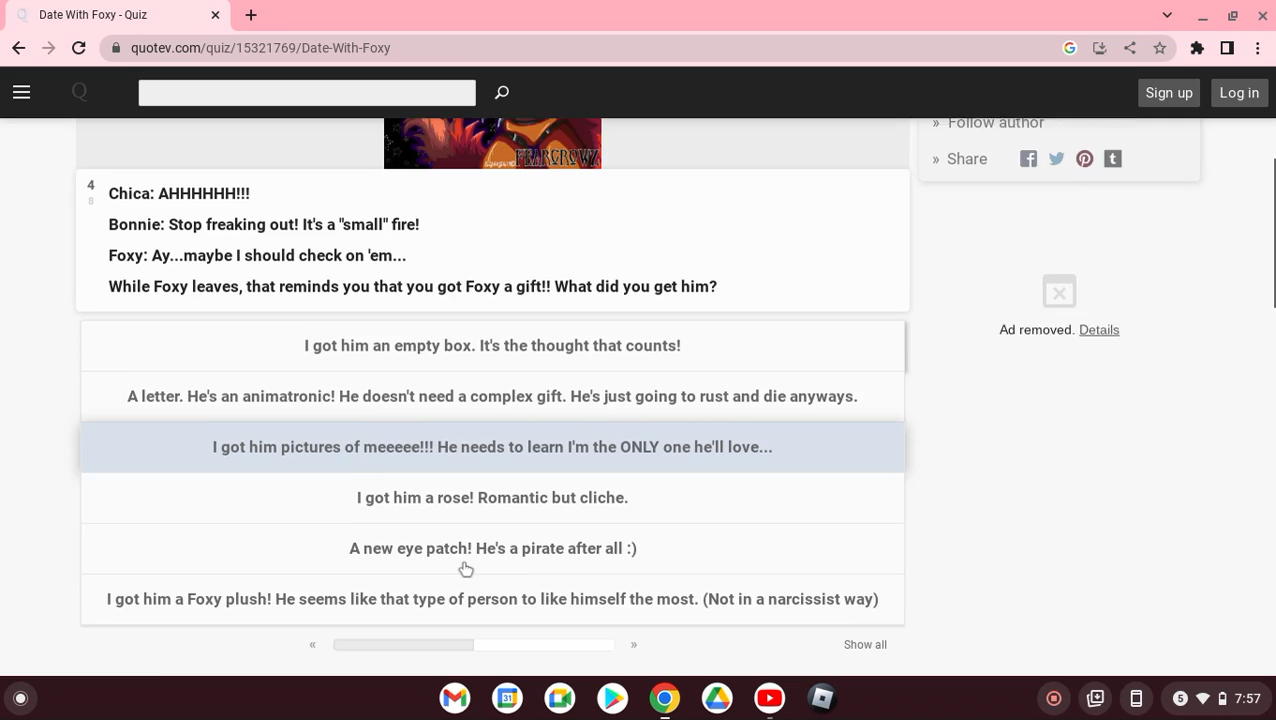 Date With Foxy - Quiz
quotev.com/quiz/15321769/Date-With-Foxy
Q
Sign up
Log in
FEARCROWZ
» Follow author
» Share
4
8
Chica: AHHHHHH!!!
Bonnie: Stop freaking out! It's a "small" fire!
Foxy: Ay...maybe I should check on 'em...
While Foxy leaves, that reminds you that you got Foxy a gift!! What did you get him?
I got him an empty box. It's the thought that counts!
A letter. He's an animatronic! He doesn't need a complex gift. He's just going to rust and die anyways.
I got him pictures of meeeee!!! He needs to learn I'm the ONLY one he'll love...
I got him a rose! Romantic but cliche.
A new eye patch! He's a pirate after all :)
I got him a Foxy plush! He seems like that type of person to like himself the most. (Not in a narcissist way)
« » Show all
Ad removed. Details
31
5
7:57